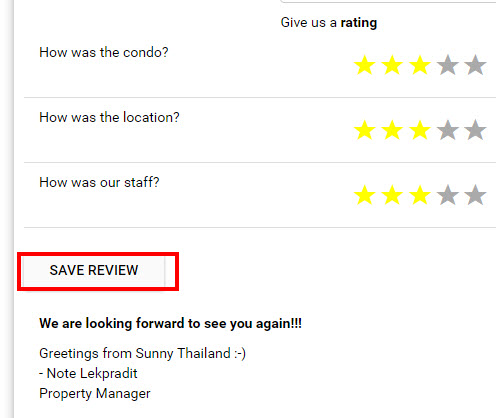 Give us a rating
How was the condo?
How was the location?
How was our staff?
SAVE REVIEW
We are looking forward to see you again!!!
Greetings from Sunny Thailand :-)
- Note Lekpradit
Property Manager